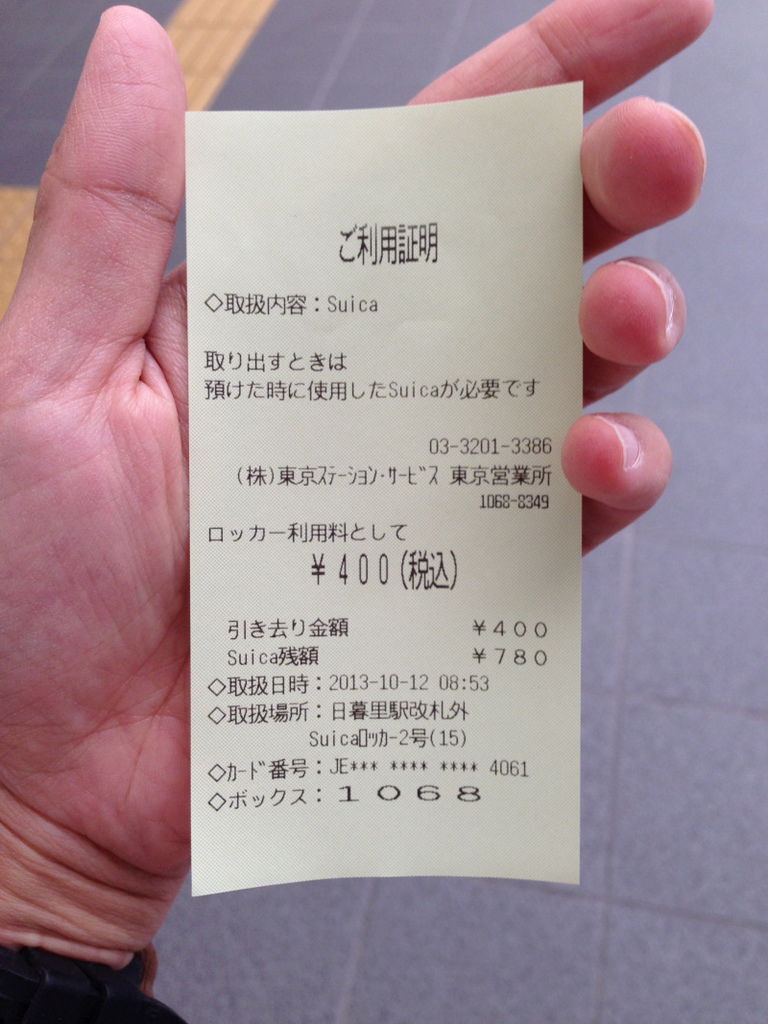 ご利用証明
◇取扱内容：Suica
取り出すときは
預けた時に使用したSuicaが必要です
03-3201-3386
(株)東京ｽﾃｰｼｮﾝ･ｻｰﾋﾞｽ 東京営業所
1068-8349
ロッカー利用料として
￥４００(税込)
引き去り金額 ￥４００
Suica残額 ￥７８０
◇取扱日時：2013-10-12 08:53
◇取扱場所：日暮里駅改札外
Suicaﾛｯｶｰ2号(15)
◇ｶｰﾄﾞ番号：JE*** **** **** 4061
◇ボックス：１０６８